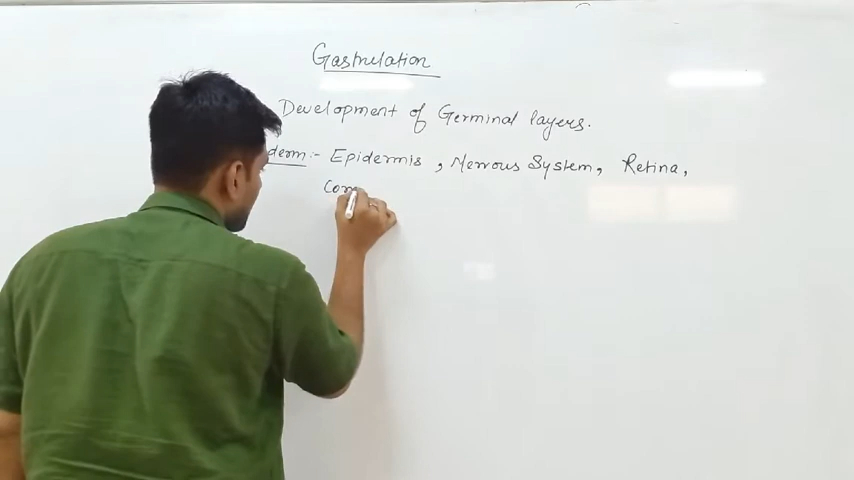 Gastrulation
Development of Germinal layers.
derm :- Epidermis , Nervous System, Retina,